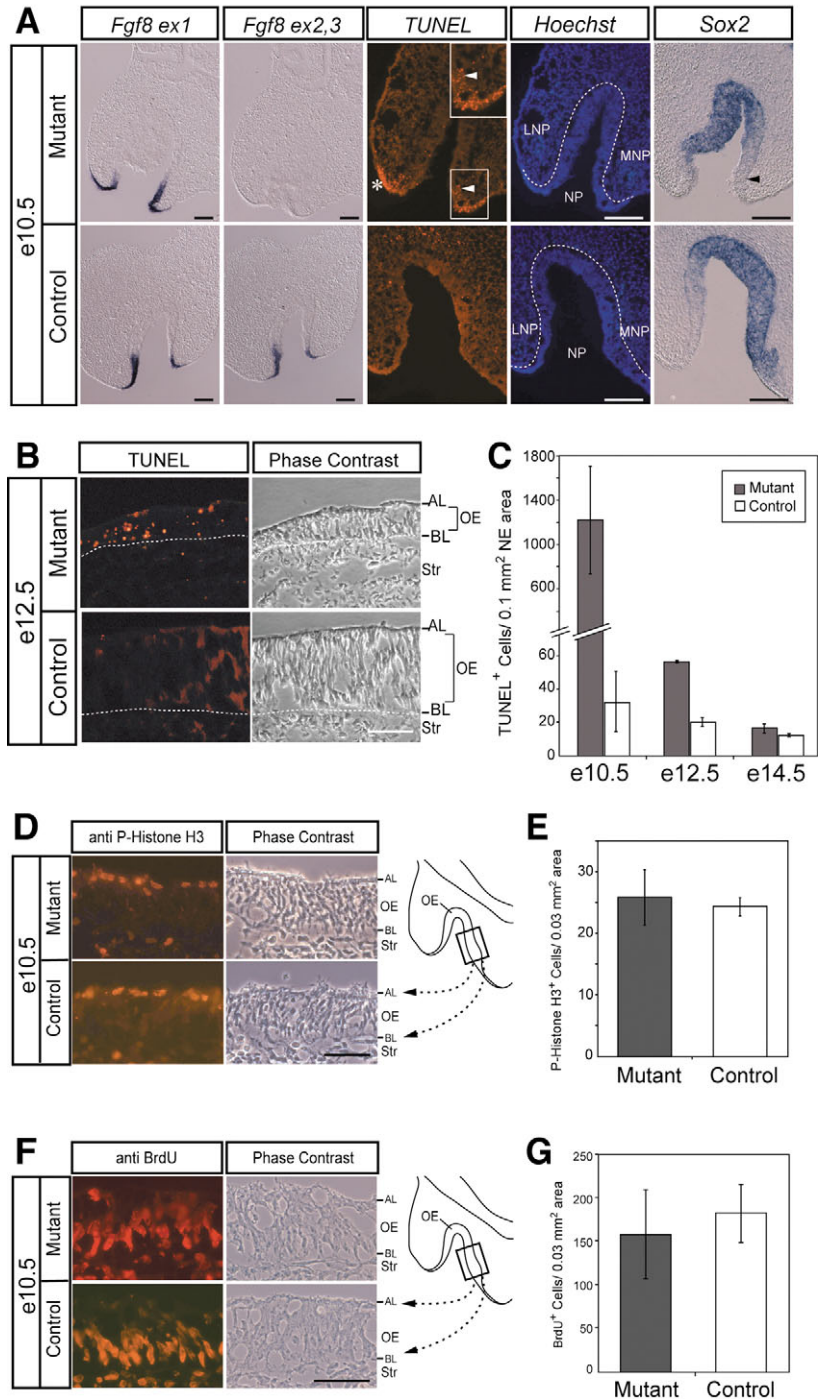 A
Fgf8 ex1 Fgf8 ex2,3 TUNEL Hoechst Sox2
e10.5
Mutant
LNP MNP
*
NP
Control
LNP MNP
NP
B
TUNEL Phase Contrast
e12.5
Mutant
AL
OE
BL
Str
Control
AL
OE
BL
Str
C
TUNEL+ Cells/ 0.1 mm² NE area
1800
1400
1200
1000
600
60
40
20
0
Mutant
Control
e10.5 e12.5 e14.5
D
anti P-Histone H3 Phase Contrast
e10.5
Mutant
AL
OE
BL
Str
Control
AL
OE
BL
Str
OE
E
P-Histone H3+ Cells/ 0.03 mm² area
30
25
20
10
0
Mutant Control
F
anti BrdU Phase Contrast
e10.5
Mutant
AL
OE
BL
Str
Control
AL
OE
BL
Str
OE
G
BrdU+ Cells/ 0.03 mm² area
250
200
150
100
50
0
Mutant Control